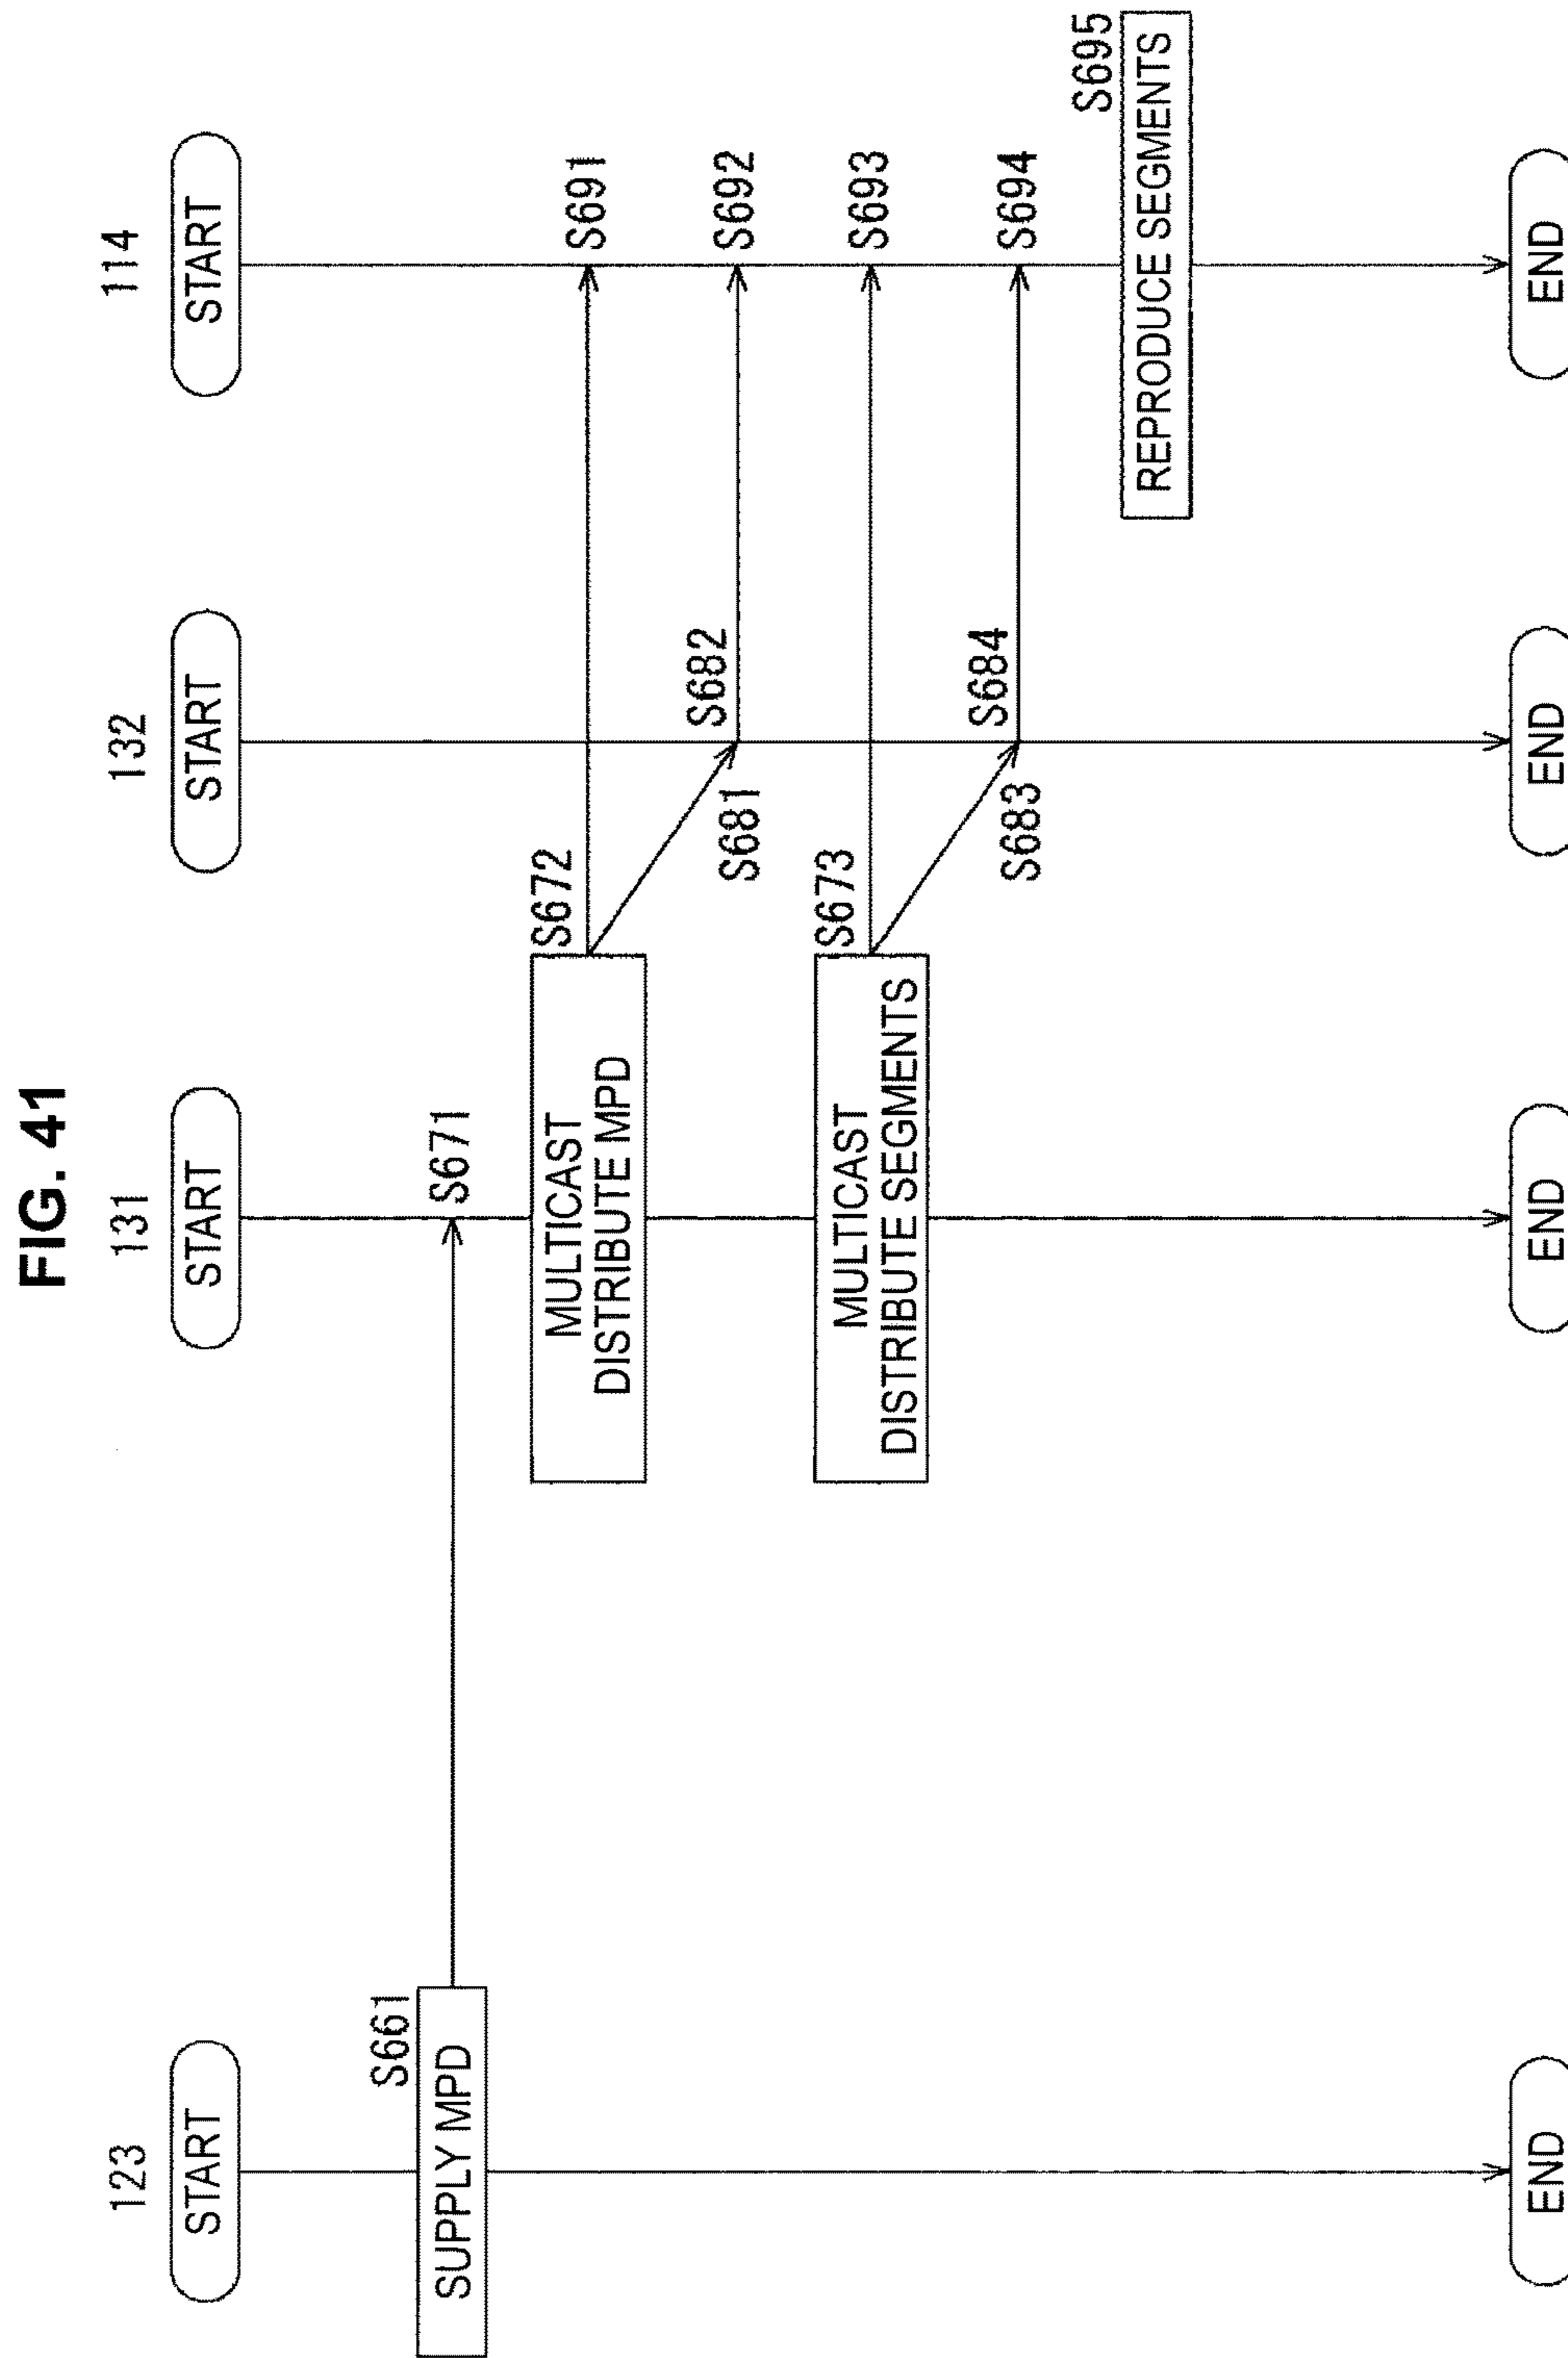 FIG. 41
123
131
132
114
START
START
START
START
S661
SUPPLY MPD
S671
S672
MULTICAST
DISTRIBUTE MPD
S691
S682
S681
S692
S673
MULTICAST
DISTRIBUTE SEGMENTS
S693
S684
S683
S694
S695
REPRODUCE SEGMENTS
END
END
END
END